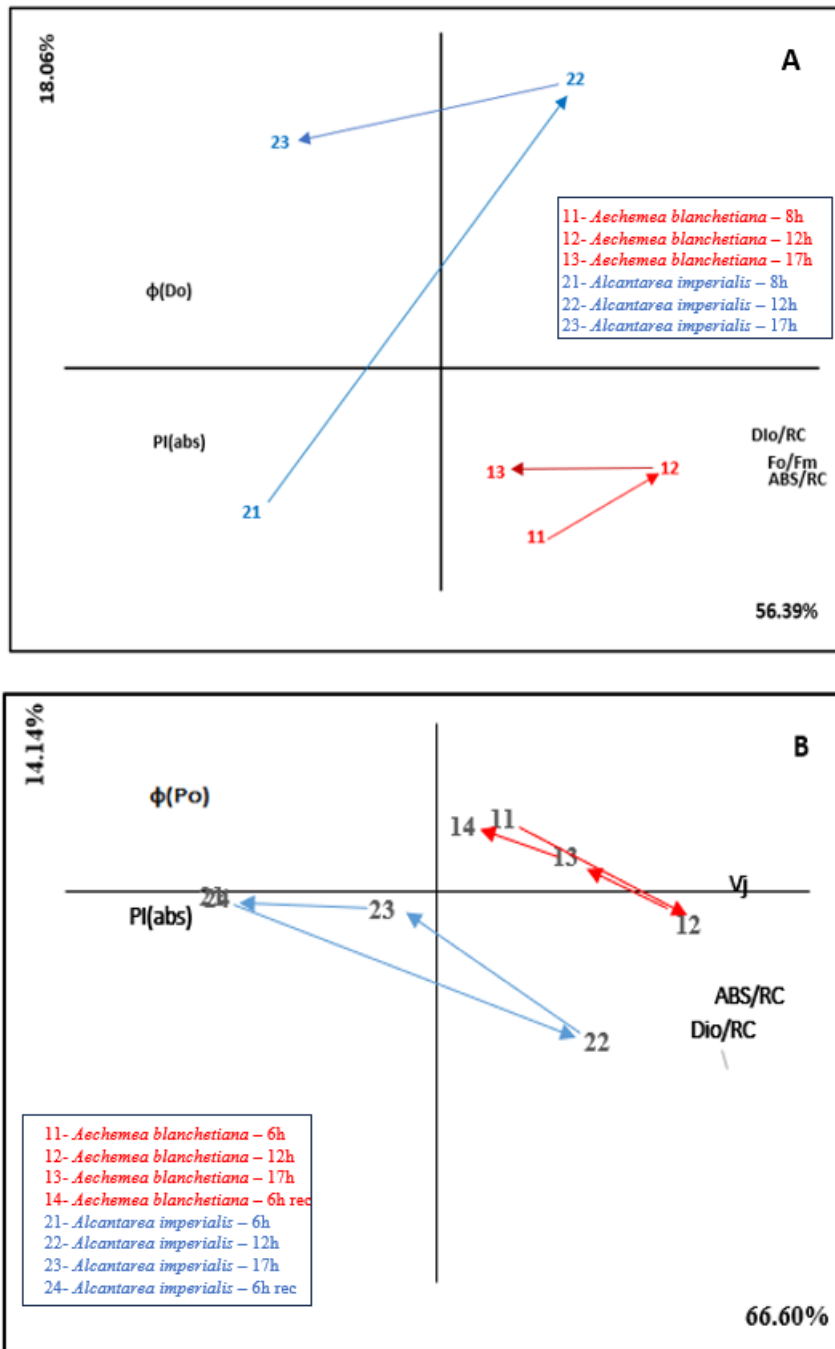 18.06%
A
22
23
11- Aechemea blanchetiana – 8h
12- Aechemea blanchetiana – 12h
13- Aechemea blanchetiana – 17h
21- Alcantarea imperialis – 8h
22- Alcantarea imperialis – 12h
23- Alcantarea imperialis – 17h
ϕ(Do)
PI(abs)
DIo/RC
Fo/Fm
ABS/RC
13
12
21
11
56.39%
14.14%
B
ϕ(Po)
14
11
13
Vj
24
PI(abs)
23
12
ABS/RC
Dio/RC
22
11- Aechemea blanchetiana – 6h
12- Aechemea blanchetiana – 12h
13- Aechemea blanchetiana – 17h
14- Aechemea blanchetiana – 6h rec
21- Alcantarea imperialis – 6h
22- Alcantarea imperialis – 12h
23- Alcantarea imperialis – 17h
24- Alcantarea imperialis – 6h rec
66.60%